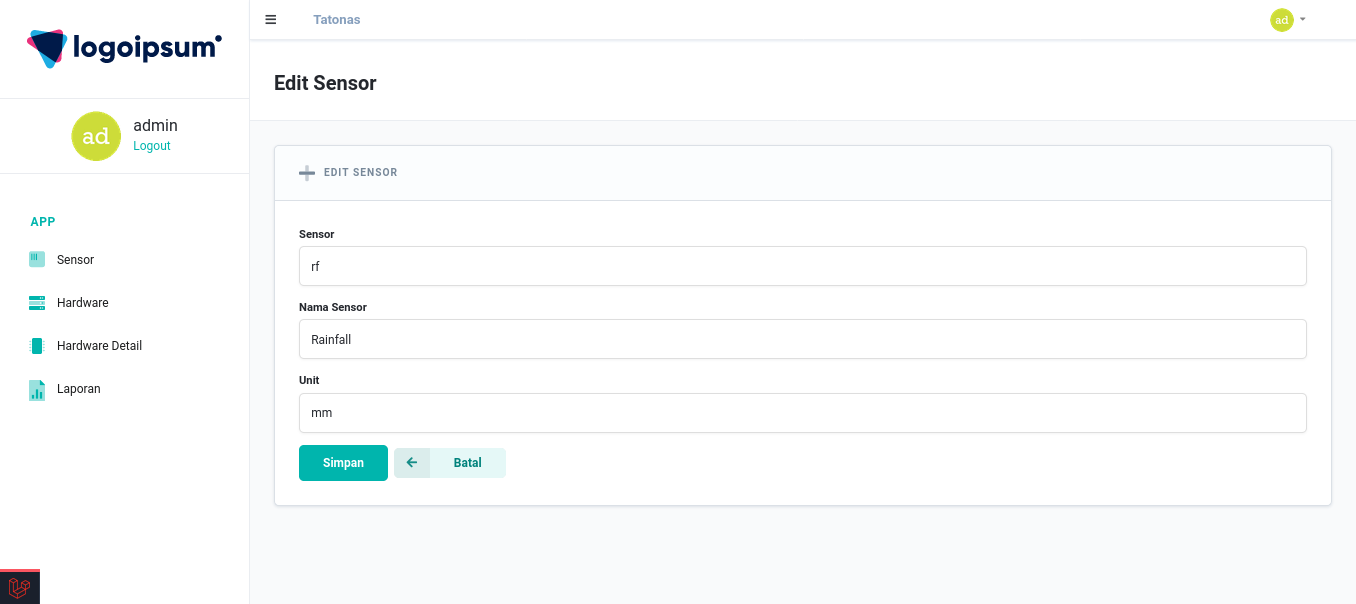 logoipsum
Tatonas
ad
Edit Sensor
ad
admin
Logout
APP
Sensor
Hardware
Hardware Detail
Laporan
EDIT SENSOR
Sensor
rf
Nama Sensor
Rainfall
Unit
mm
Simpan
Batal